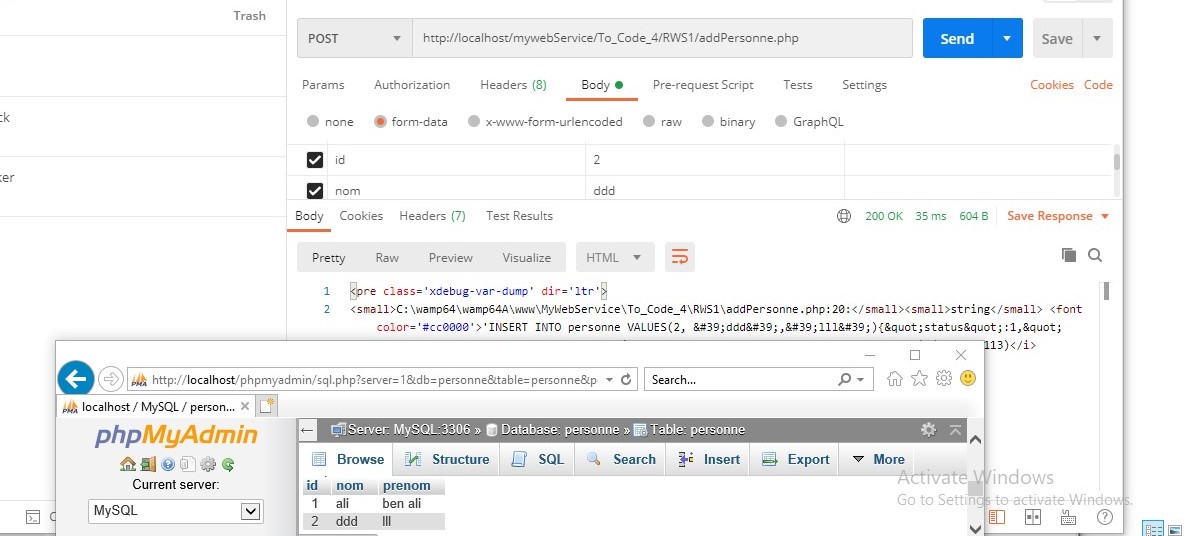 Trash
POST
http://localhost/mywebService/To_Code_4/RWS1/addPersonne.php
Send
Save
Params Authorization Headers (8) Body Pre-request Script Tests Settings Cookies Code
ck
none form-data x-www-form-urlencoded raw binary GraphQL
id 2
ker
nom ddd
Body Cookies Headers (7) Test Results 200 OK 35 ms 604 B Save Response
Pretty Raw Preview Visualize HTML
1 <pre class='xdebug-var-dump' dir='ltr'>
2 <small>C:\wamp64\wamp64A\www\MyWebService\To_Code_4\RWS1\addPersonne.php:20:</small><small>string</small> <font
color='#cc0000'>'INSERT INTO personne VALUES(2, &#39;ddd&#39;,&#39;lll&#39;){&quot;status&quot;:1,&quot;
113)</i>
http://localhost/phpmyadmin/sql.php?server=1&db=personne&table=personne&p
Search...
localhost / MySQL / person...
phpMyAdmin
Server: MySQL:3306 » Database: personne » Table: personne
Browse Structure SQL Search Insert Export More
Current server:
MySQL
id nom prenom
1 ali ben ali
2 ddd lll
Activate Windows
Go to Settings to activate Windows.